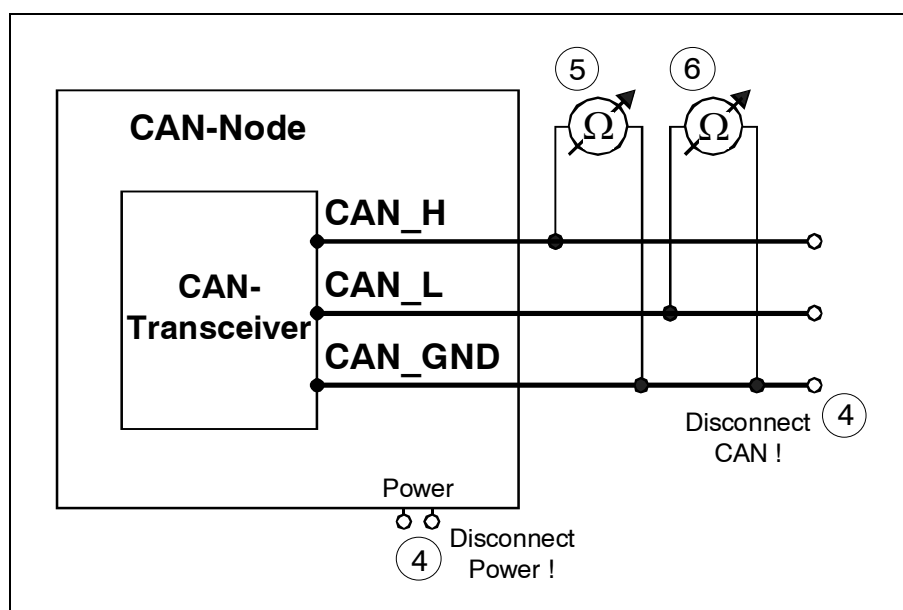 5
6
Ω
Ω
CAN-Node
CAN_H
CAN-
Transceiver
CAN_L
CAN_GND
Disconnect
CAN !
4
Power
4
Disconnect
Power !